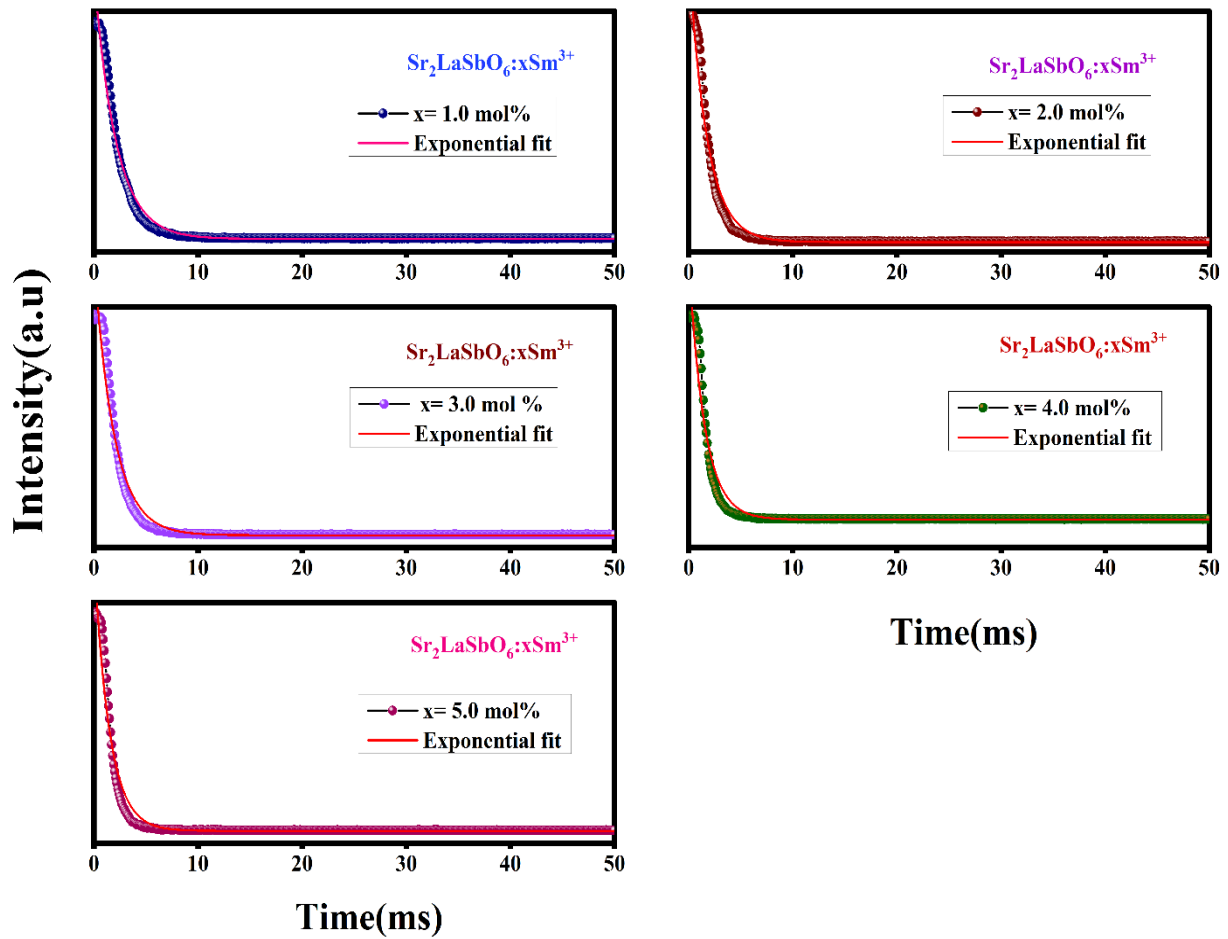 Intensity(a.u)
Sr₂LaSbO₆:xSm³⁺
x= 1.0 mol%
Exponential fit
0 10 20 30 40 50
Sr₂LaSbO₆:xSm³⁺
x= 2.0 mol%
Exponential fit
0 10 20 30 40 50
Sr₂LaSbO₆:xSm³⁺
x= 3.0 mol %
Exponential fit
0 10 20 30 40 50
Sr₂LaSbO₆:xSm³⁺
x= 4.0 mol%
Exponential fit
0 10 20 30 40 50
Time(ms)
Sr₂LaSbO₆:xSm³⁺
x= 5.0 mol%
Exponential fit
0 10 20 30 40 50
Time(ms)